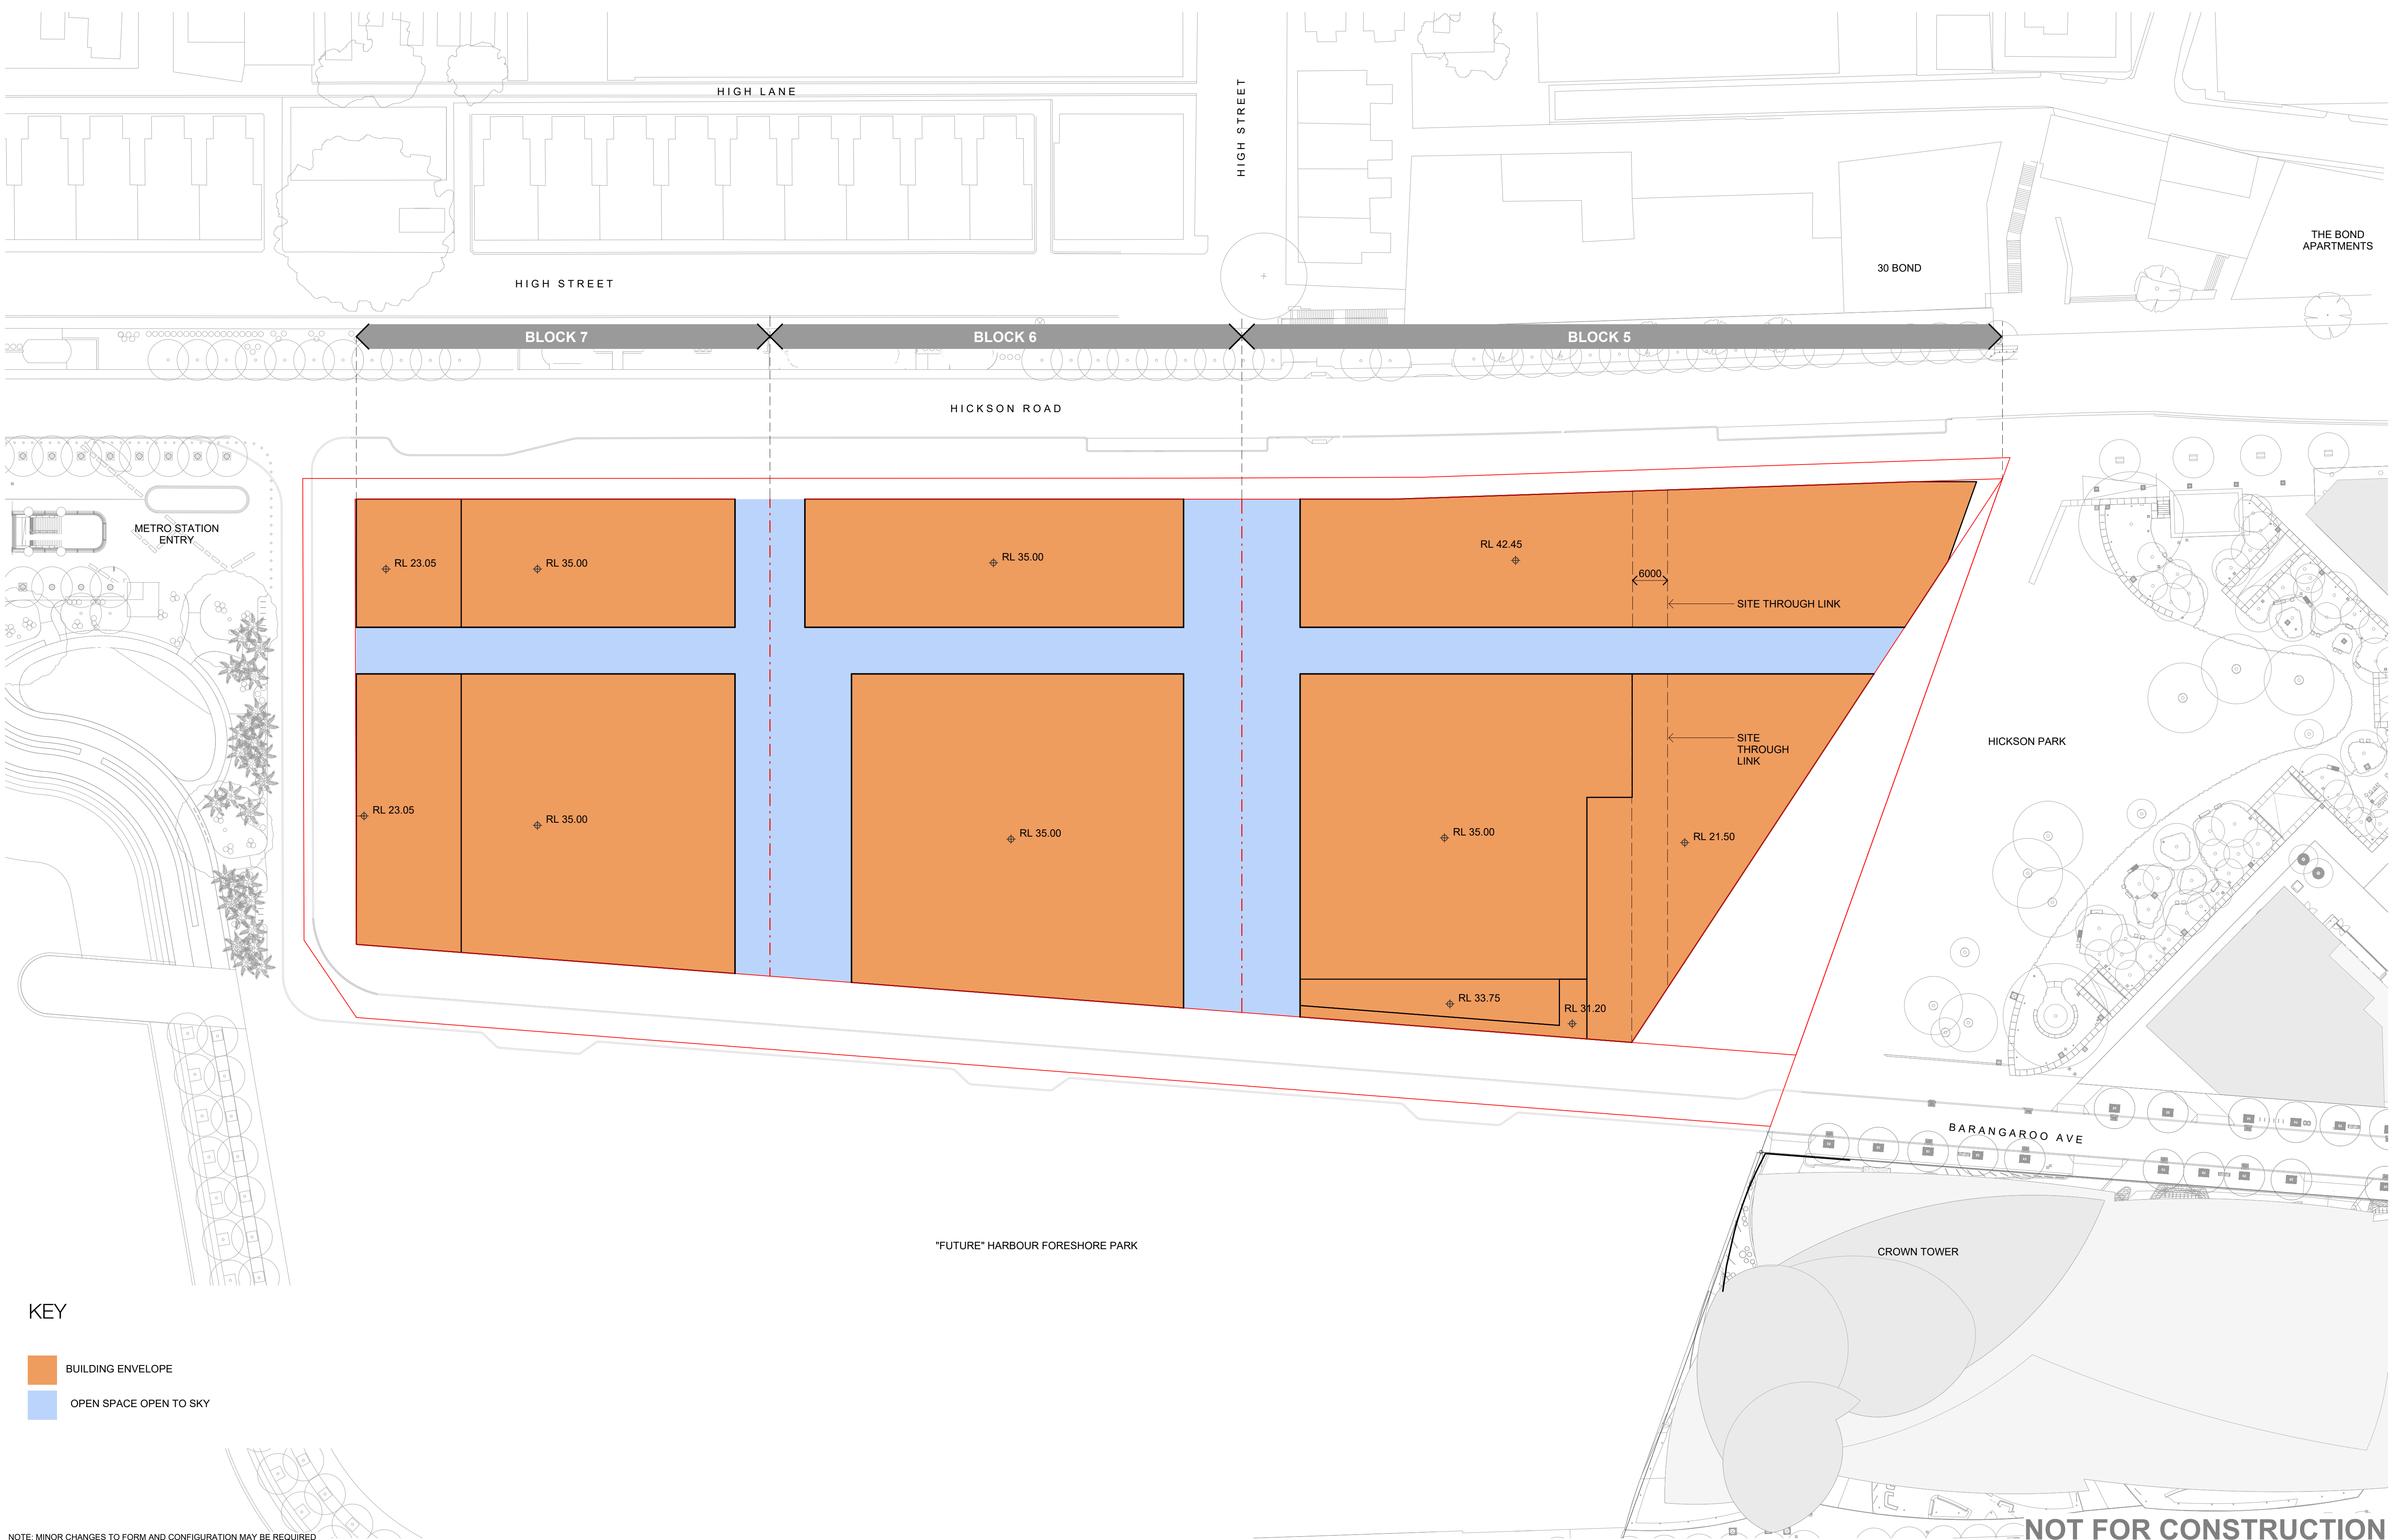 HIGH LANE
HIGH STREET
THE BOND
APARTMENTS
30 BOND
HIGH STREET
BLOCK 7
BLOCK 6
BLOCK 5
HICKSON ROAD
METRO STATION
ENTRY
RL 23.05
RL 35.00
RL 35.00
RL 42.45
6000
SITE THROUGH LINK
SITE
THROUGH
LINK
HICKSON PARK
RL 23.05
RL 35.00
RL 35.00
RL 35.00
RL 21.50
RL 33.75
RL 31.20
BARANGAROO AVE
"FUTURE" HARBOUR FORESHORE PARK
CROWN TOWER
KEY
BUILDING ENVELOPE
OPEN SPACE OPEN TO SKY
NOTE: MINOR CHANGES TO FORM AND CONFIGURATION MAY BE REQUIRED
NOT FOR CONSTRUCTION